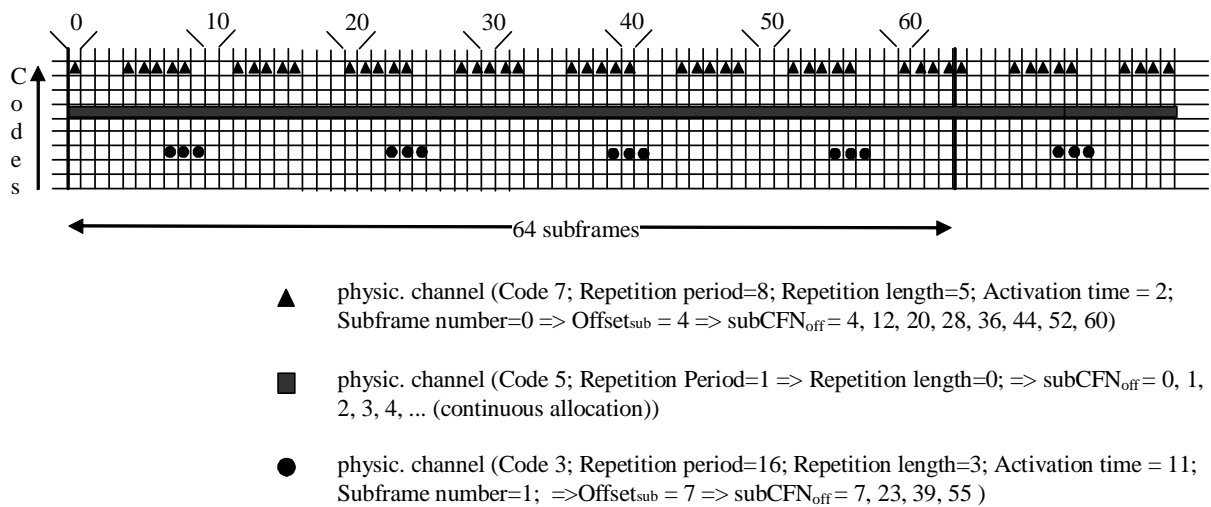 0 10 20 30 40 50 60
Codes
64 subframes
physic. channel (Code 7; Repetition period=8; Repetition length=5; Activation time = 2;
Subframe number=0 => Offsetsub = 4 => subCFNoff = 4, 12, 20, 28, 36, 44, 52, 60)
physic. channel (Code 5; Repetition Period=1 => Repetition length=0; => subCFNoff = 0, 1,
2, 3, 4, ... (continuous allocation))
physic. channel (Code 3; Repetition period=16; Repetition length=3; Activation time = 11;
Subframe number=1; =>Offsetsub = 7 => subCFNoff = 7, 23, 39, 55 )